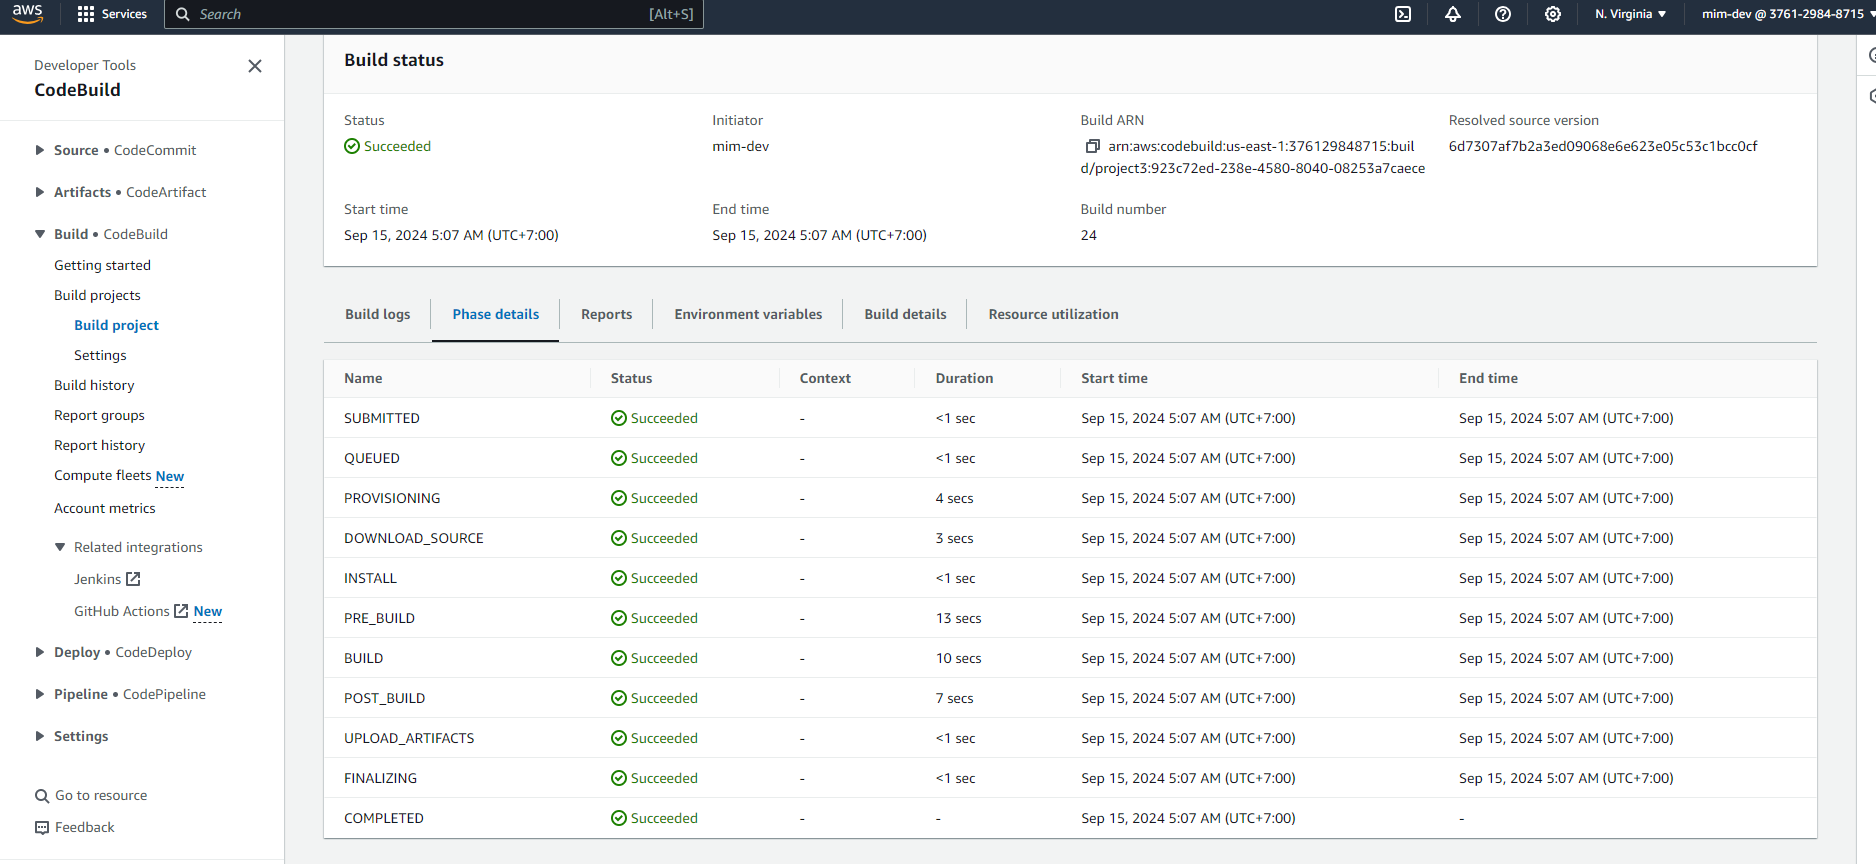 aws
Services
Search [Alt+S]
N. Virginia
mim-dev @ 3761-2984-8715
Developer Tools
CodeBuild
Source • CodeCommit
Artifacts • CodeArtifact
Build • CodeBuild
Getting started
Build projects
Build project
Settings
Build history
Report groups
Report history
Compute fleets New
Account metrics
Related integrations
Jenkins
GitHub Actions New
Deploy • CodeDeploy
Pipeline • CodePipeline
Settings
Go to resource
Feedback
Build status
Status
Succeeded
Initiator
mim-dev
Build ARN
arn:aws:codebuild:us-east-1:376129848715:buil
d/project3:923c72ed-238e-4580-8040-08253a7caece
Resolved source version
6d7307af7b2a3ed09068e6e623e05c53c1bcc0cf
Start time
Sep 15, 2024 5:07 AM (UTC+7:00)
End time
Sep 15, 2024 5:07 AM (UTC+7:00)
Build number
24
Build logs Phase details Reports Environment variables Build details Resource utilization
Name Status Context Duration Start time End time
SUBMITTED Succeeded - <1 sec Sep 15, 2024 5:07 AM (UTC+7:00) Sep 15, 2024 5:07 AM (UTC+7:00)
QUEUED Succeeded - <1 sec Sep 15, 2024 5:07 AM (UTC+7:00) Sep 15, 2024 5:07 AM (UTC+7:00)
PROVISIONING Succeeded - 4 secs Sep 15, 2024 5:07 AM (UTC+7:00) Sep 15, 2024 5:07 AM (UTC+7:00)
DOWNLOAD_SOURCE Succeeded - 3 secs Sep 15, 2024 5:07 AM (UTC+7:00) Sep 15, 2024 5:07 AM (UTC+7:00)
INSTALL Succeeded - <1 sec Sep 15, 2024 5:07 AM (UTC+7:00) Sep 15, 2024 5:07 AM (UTC+7:00)
PRE_BUILD Succeeded - 13 secs Sep 15, 2024 5:07 AM (UTC+7:00) Sep 15, 2024 5:07 AM (UTC+7:00)
BUILD Succeeded - 10 secs Sep 15, 2024 5:07 AM (UTC+7:00) Sep 15, 2024 5:07 AM (UTC+7:00)
POST_BUILD Succeeded - 7 secs Sep 15, 2024 5:07 AM (UTC+7:00) Sep 15, 2024 5:07 AM (UTC+7:00)
UPLOAD_ARTIFACTS Succeeded - <1 sec Sep 15, 2024 5:07 AM (UTC+7:00) Sep 15, 2024 5:07 AM (UTC+7:00)
FINALIZING Succeeded - <1 sec Sep 15, 2024 5:07 AM (UTC+7:00) Sep 15, 2024 5:07 AM (UTC+7:00)
COMPLETED Succeeded - - Sep 15, 2024 5:07 AM (UTC+7:00) -